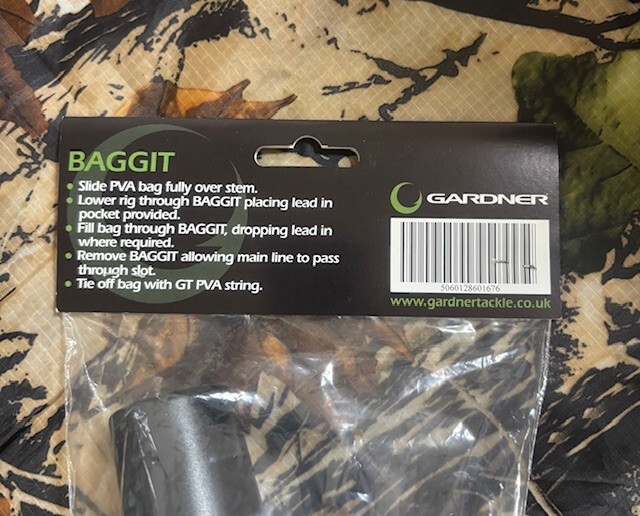 BAGGIT
• Slide PVA bag fully over stem.
• Lower rig through BAGGIT placing lead in
pocket provided.
• Fill bag through BAGGIT, dropping lead in
where required.
• Remove BAGGIT allowing main line to pass
through slot.
• Tie off bag with GT PVA string.
GARDNER
5060128601676
www.gardnertackle.co.uk